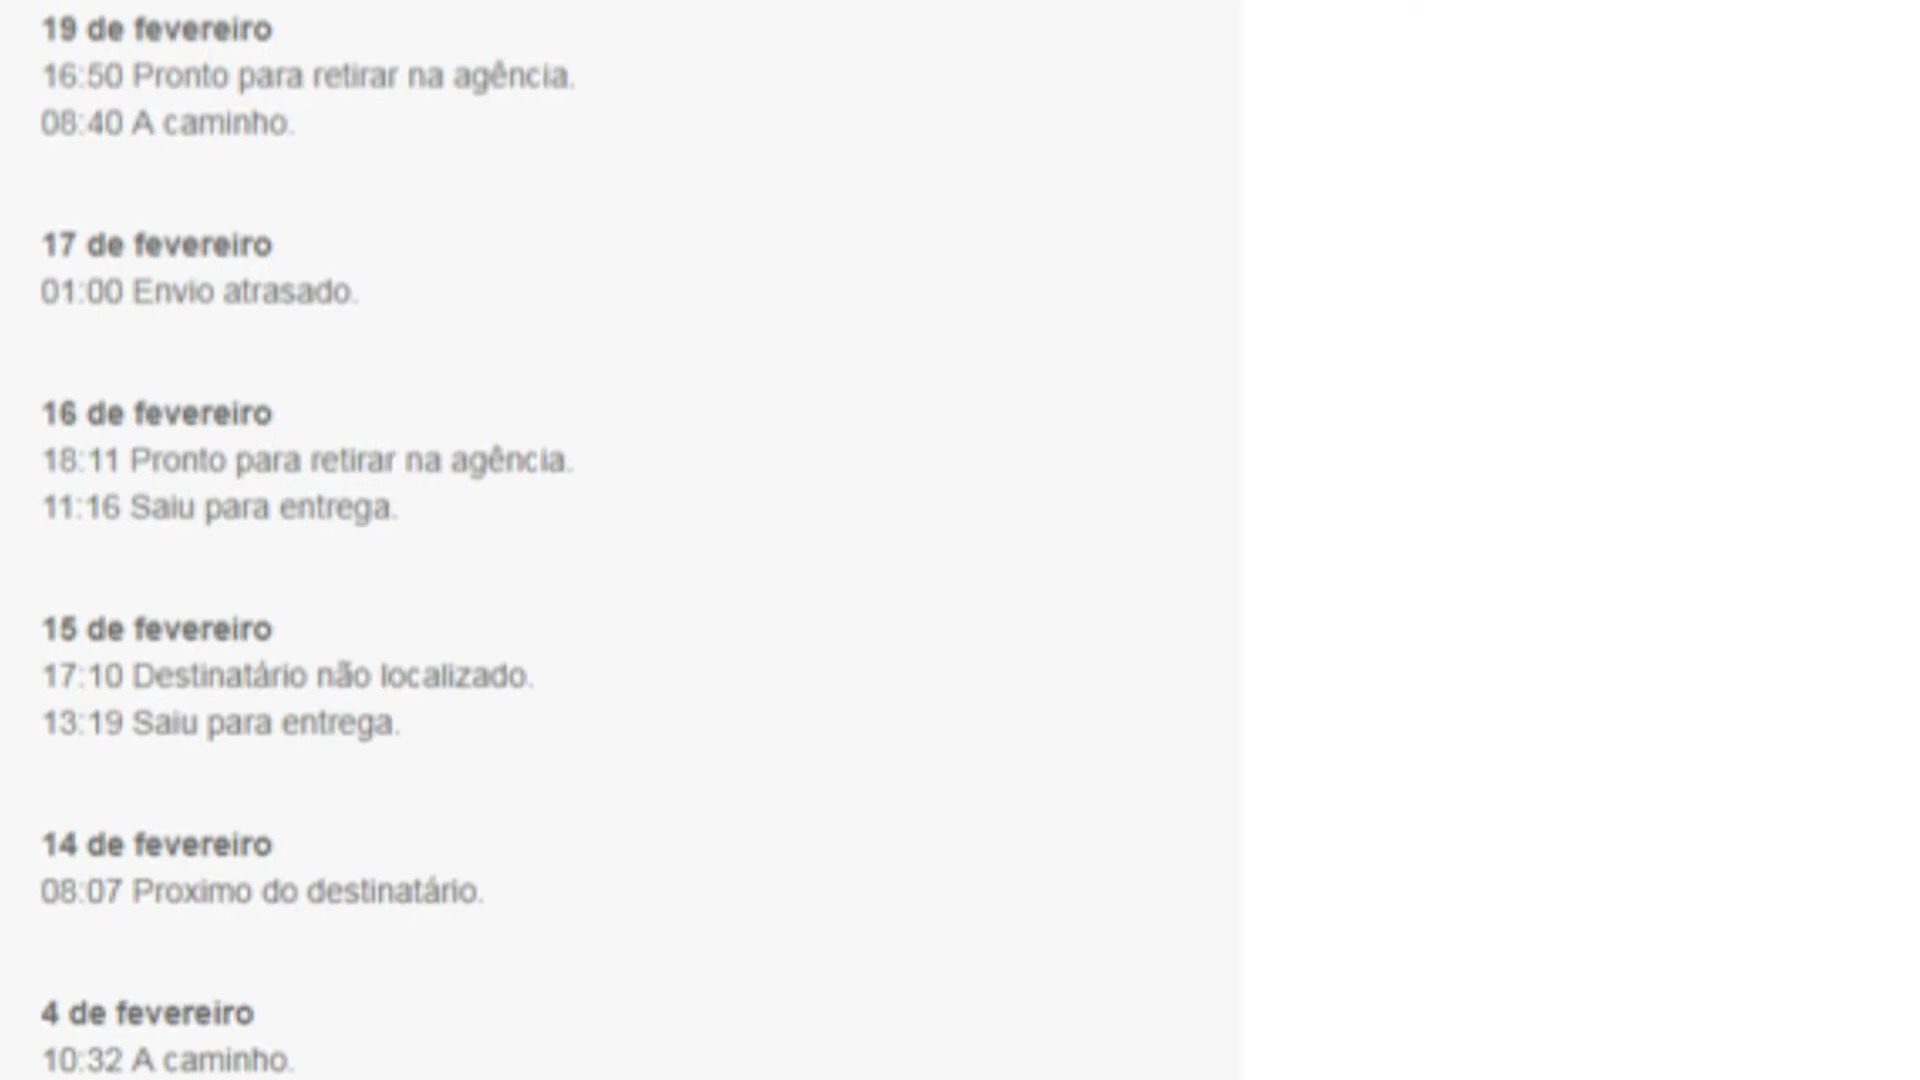 19 de fevereiro
16:50 Pronto para retirar na agência.
08:40 A caminho.
17 de fevereiro
01:00 Envio atrasado.
16 de fevereiro
18:11 Pronto para retirar na agência.
11:16 Saiu para entrega.
15 de fevereiro
17:10 Destinatário não localizado.
13:19 Saiu para entrega.
14 de fevereiro
08:07 Proximo do destinatário.
4 de fevereiro
10:32 A caminho.